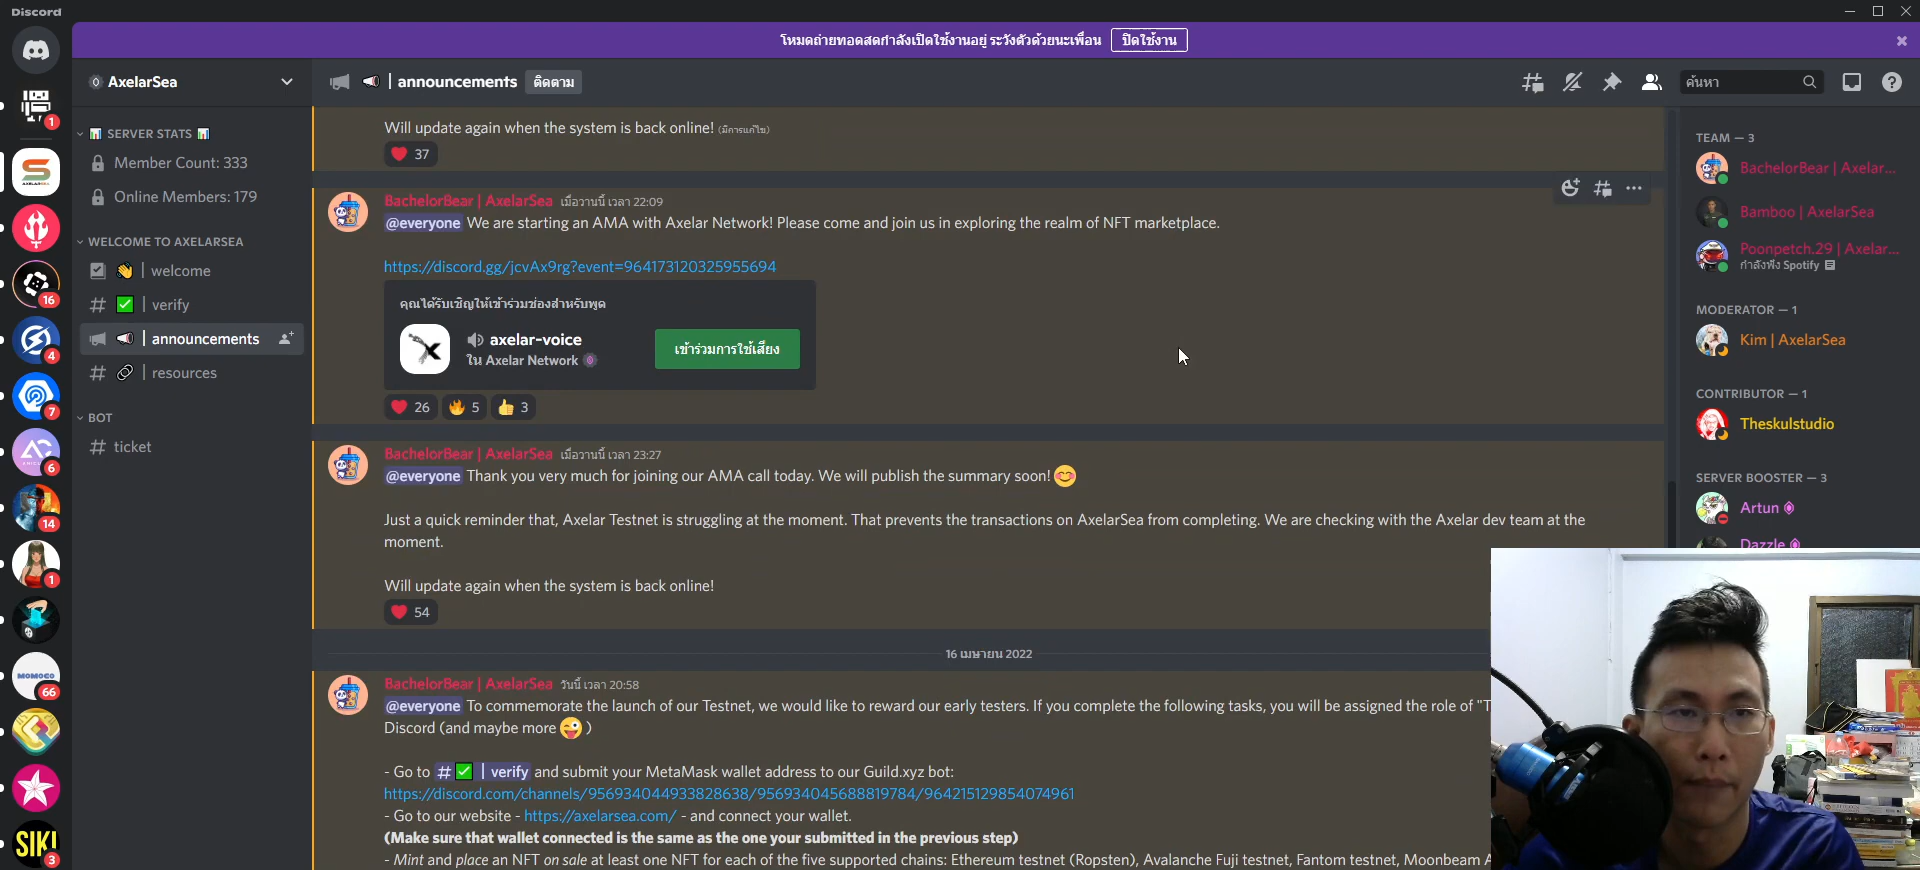 Discord
โหมดถ่ายทอดสดกำลังเปิดใช้งานอยู่ ระวังตัวด้วยนะเพื่อน ปิดใช้งาน
AxelarSea
| announcements ติดตาม
ค้นหา
SERVER STATS
Member Count: 333
Online Members: 179
WELCOME TO AXELARSEA
| welcome
# | verify
| announcements
# | resources
BOT
# ticket
1
AXELARSEA
16
4
7
6
14
1
MOMOCO
66
SIKI
3
Will update again when the system is back online! (มีการแก้ไข)
37
BachelorBear | AxelarSea เมื่อวานนี้ เวลา 22:09
@everyone We are starting an AMA with Axelar Network! Please come and join us in exploring the realm of NFT marketplace.
https://discord.gg/jcvAx9rg?event=964173120325955694
คุณได้รับเชิญให้เข้าร่วมช่องสำหรับพูด
axelar-voice
ใน Axelar Network
เข้าร่วมการใช้เสียง
26 5 3
BachelorBear | AxelarSea เมื่อวานนี้ เวลา 23:27
@everyone Thank you very much for joining our AMA call today. We will publish the summary soon!
Just a quick reminder that, Axelar Testnet is struggling at the moment. That prevents the transactions on AxelarSea from completing. We are checking with the Axelar dev team at the
moment.
Will update again when the system is back online!
54
16 เมษายน 2022
BachelorBear | AxelarSea วันนี้ เวลา 20:58
@everyone To commemorate the launch of our Testnet, we would like to reward our early testers. If you complete the following tasks, you will be assigned the role of "T
Discord (and maybe more )
- Go to # | verify and submit your MetaMask wallet address to our Guild.xyz bot:
https://discord.com/channels/956934044933828638/956934045688819784/964215129854074961
- Go to our website - https://axelarsea.com/ - and connect your wallet.
(Make sure that wallet connected is the same as the one your submitted in the previous step)
- Mint and place an NFT on sale at least one NFT for each of the five supported chains: Ethereum testnet (Ropsten), Avalanche Fuji testnet, Fantom testnet, Moonbeam A
TEAM — 3
BachelorBear | Axelar...
Bamboo | AxelarSea
Poonpetch.29 | Axelar...
กำลังฟัง Spotify
MODERATOR — 1
Kim | AxelarSea
CONTRIBUTOR — 1
Theskulstudio
SERVER BOOSTER — 3
Artun
Dazzle